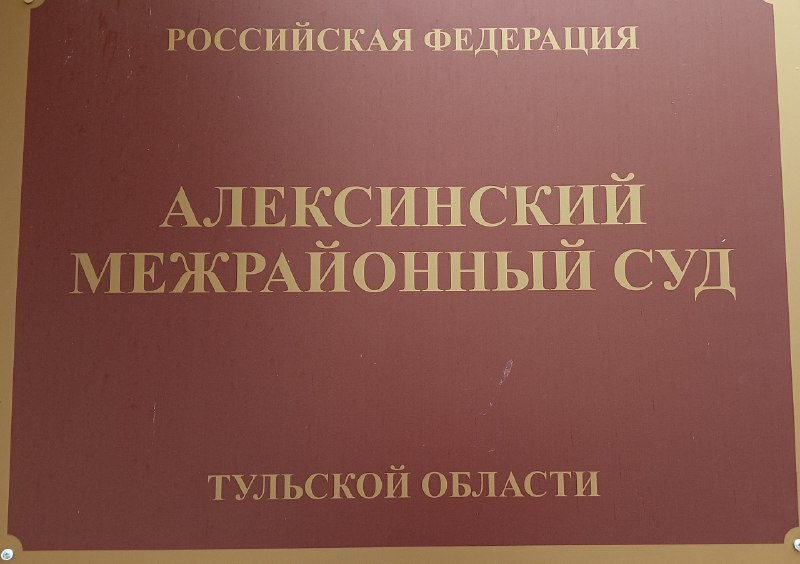 РОССИЙСКАЯ ФЕДЕРАЦИЯ
АЛЕКСИНСКИЙ
МЕЖРАЙОННЫЙ СУД
ТУЛЬСКОЙ ОБЛАСТИ